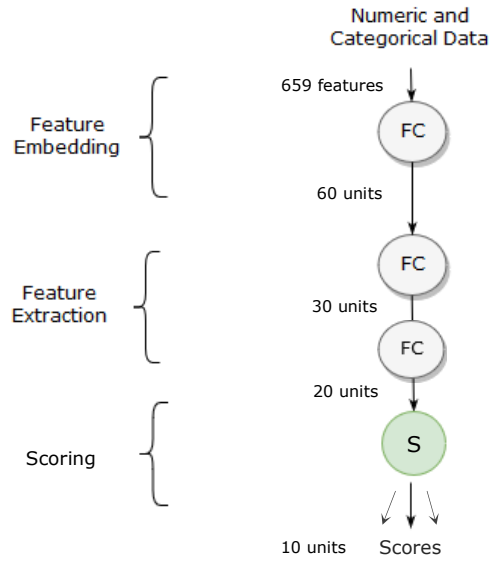 Numeric and
Categorical Data
659 features
Feature
Embedding
FC
60 units
FC
Feature
Extraction
30 units
FC
20 units
Scoring
S
10 units
Scores